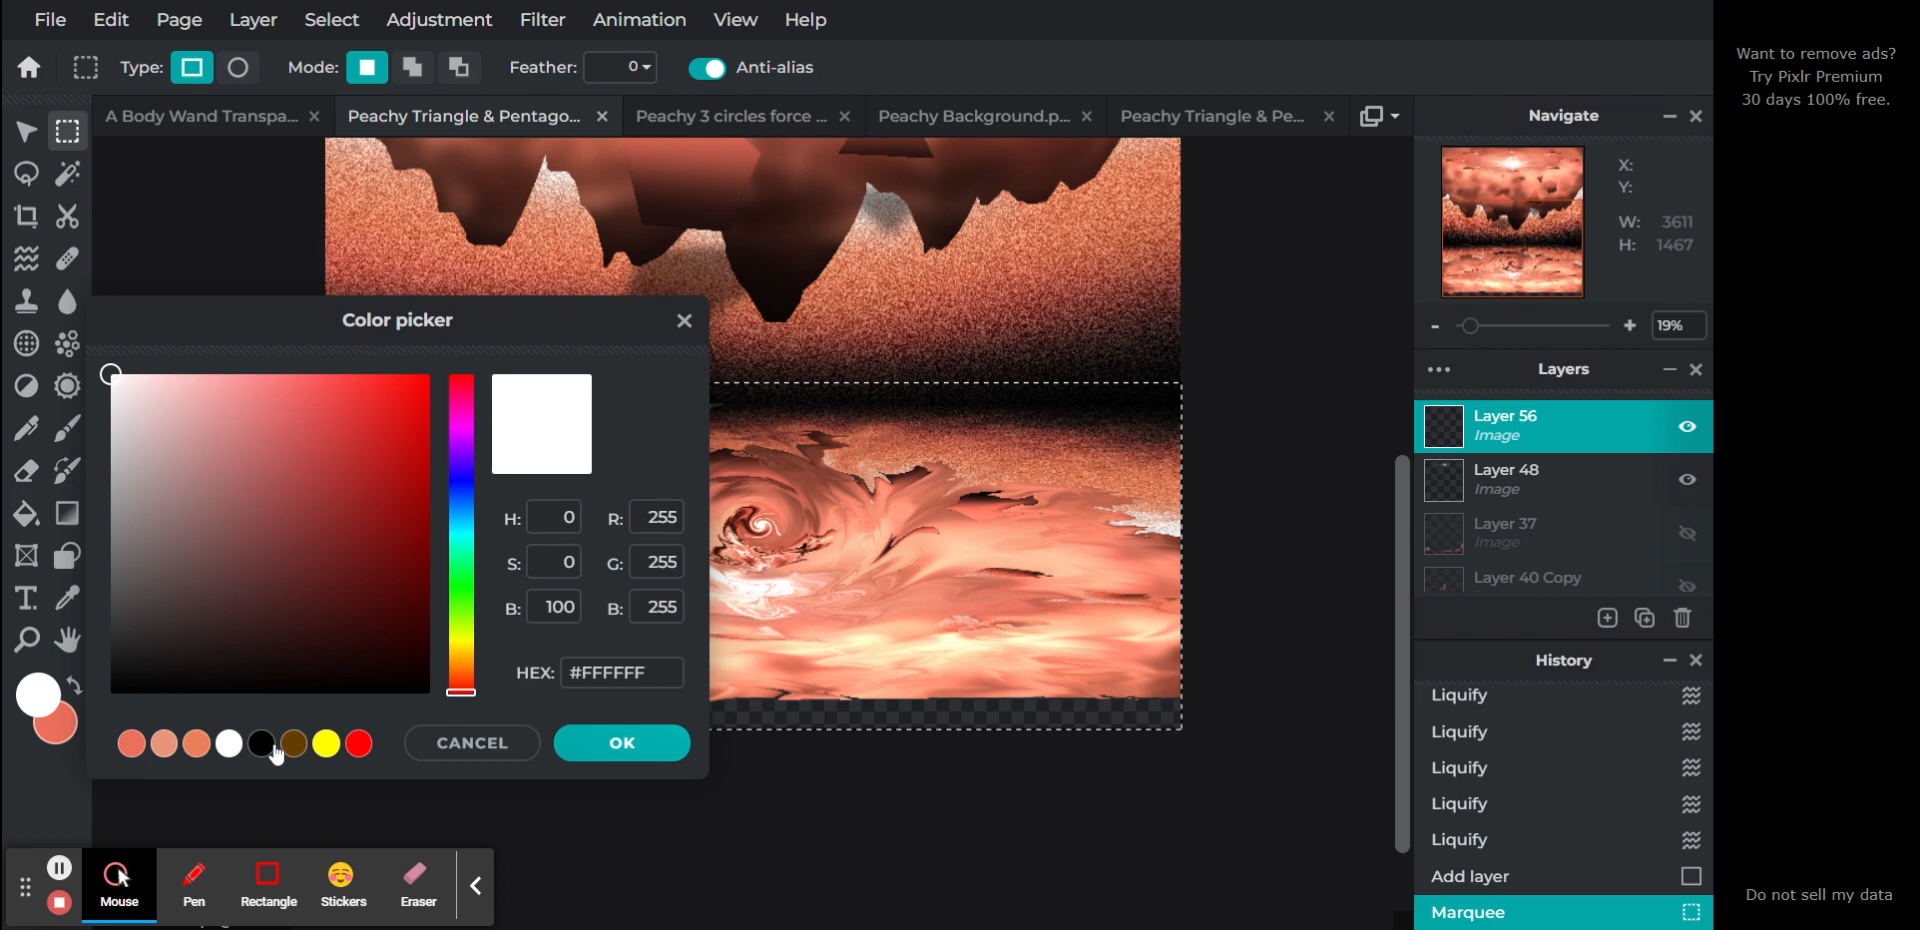 File Edit Page Layer Select Adjustment Filter Animation View Help
Type: Mode: Feather: 0 Anti-alias
A Body Wand Transpa... Peachy Triangle & Pentago... Peachy 3 circles force ... Peachy Background.p... Peachy Triangle & Pe...
Want to remove ads?
Try Pixlr Premium
30 days 100% free.
Navigate
X:
Y:
W: 3611
H: 1467
- + 19%
Color picker
H: 0 R: 255
S: 0 G: 255
B: 100 B: 255
HEX: #FFFFFF
CANCEL OK
Layers
Layer 56
Image
Layer 48
Image
Layer 37
Image
Layer 40 Copy
History
Liquify
Liquify
Liquify
Liquify
Liquify
Add layer
Marquee
Mouse Pen Rectangle Stickers Eraser
Do not sell my data